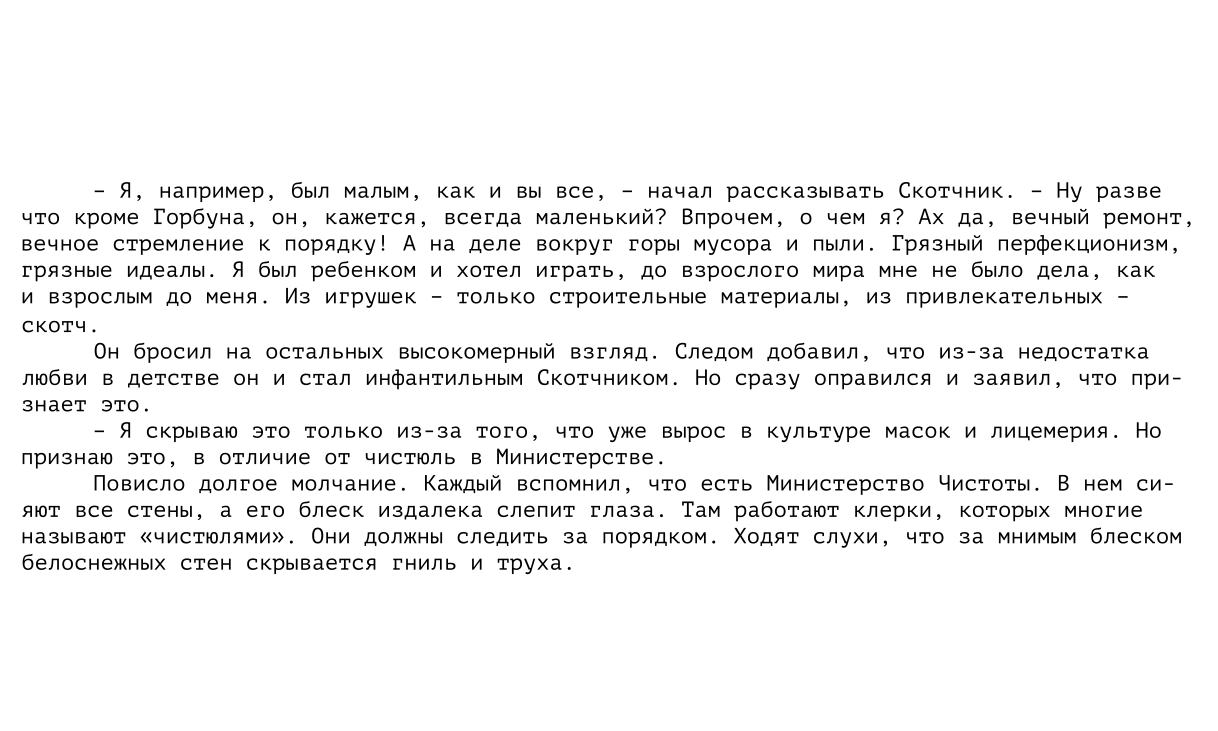 – Я, например, был малым, как и вы все, – начал рассказывать Скотчник. – Ну разве
что кроме Горбуна, он, кажется, всегда маленький? Впрочем, о чем я? Ах да, вечный ремонт,
вечное стремление к порядку! А на деле вокруг горы мусора и пыли. Грязный перфекционизм,
грязные идеалы. Я был ребенком и хотел играть, до взрослого мира мне не было дела, как
и взрослым до меня. Из игрушек – только строительные материалы, из привлекательных –
скотч.
Он бросил на остальных высокомерный взгляд. Следом добавил, что из-за недостатка
любви в детстве он и стал инфантильным Скотчником. Но сразу оправился и заявил, что при-
знает это.
– Я скрываю это только из-за того, что уже вырос в культуре масок и лицемерия. Но
признаю это, в отличие от чистюль в Министерстве.
Повисло долгое молчание. Каждый вспомнил, что есть Министерство Чистоты. В нем си-
яют все стены, а его блеск издалека слепит глаза. Там работают клерки, которых многие
называют «чистюлями». Они должны следить за порядком. Ходят слухи, что за мнимым блеском
белоснежных стен скрывается гниль и труха.